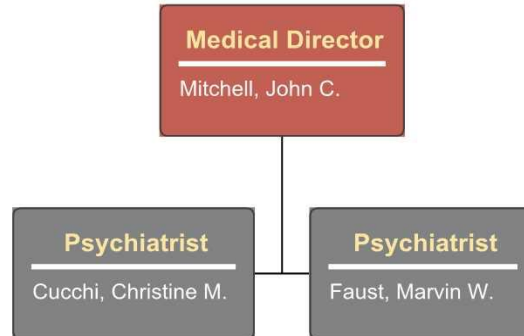 Medical Director
Mitchell, John C.
Psychiatrist
Cucchi, Christine M.
Psychiatrist
Faust, Marvin W.